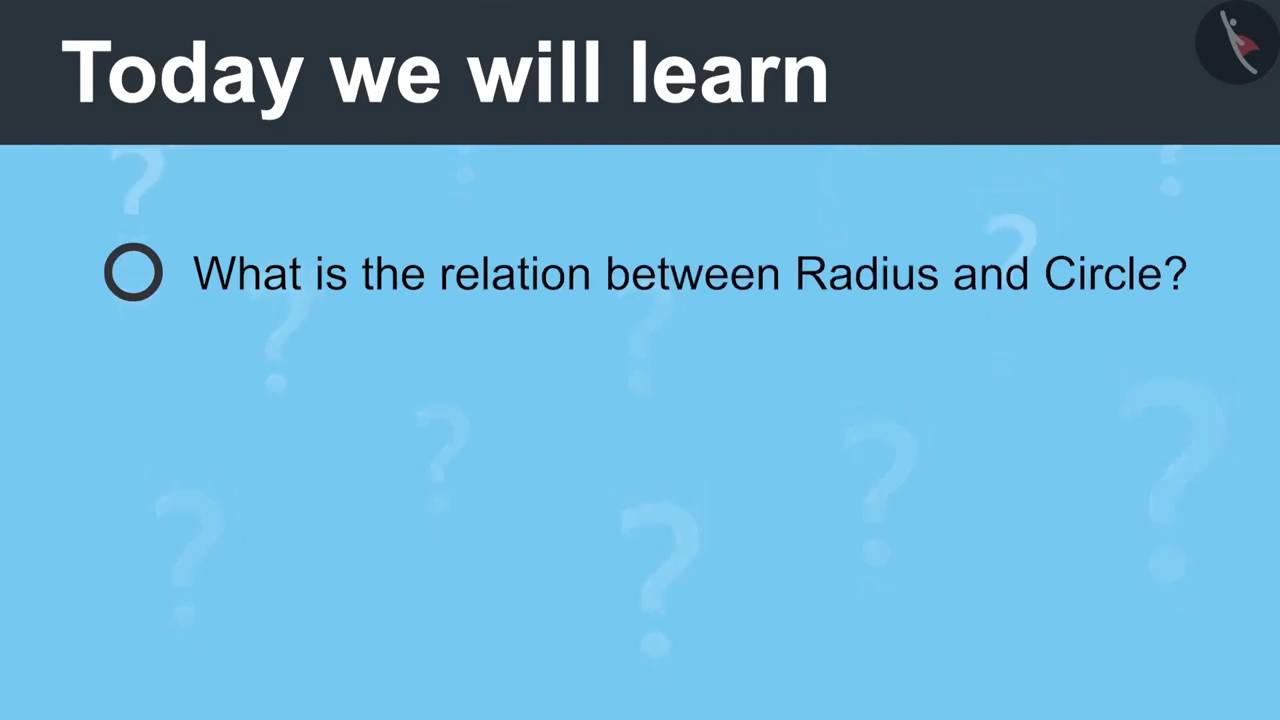 Today we will learn
What is the relation between Radius and Circle?